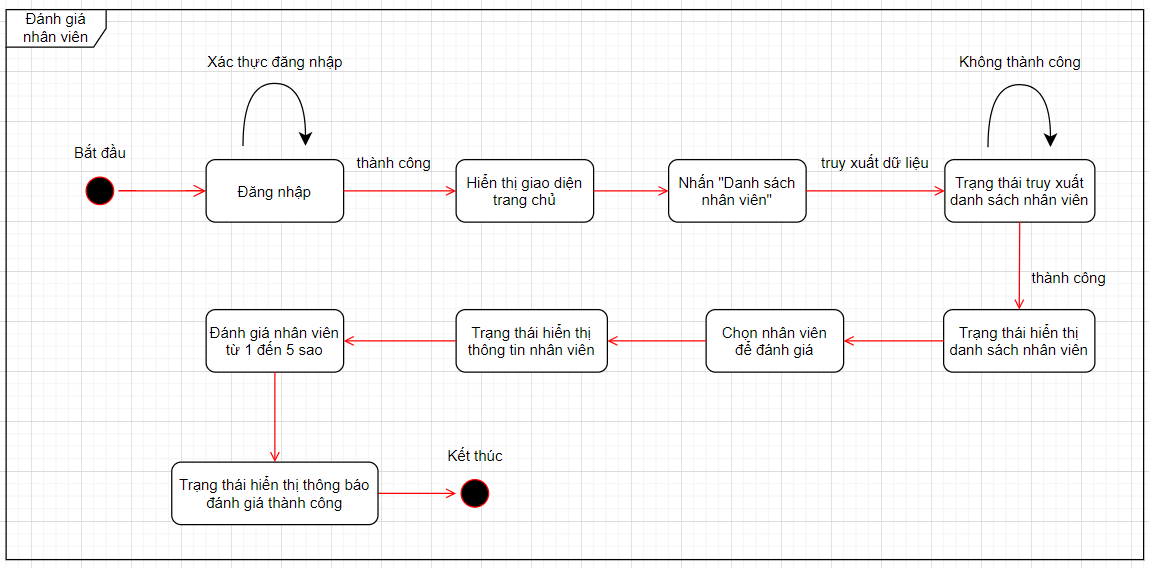 Đánh giá
nhân viên
Xác thực đăng nhập
Không thành công
Bắt đầu
Đăng nhập
thành công
Hiển thị giao diện
trang chủ
Nhấn "Danh sách
nhân viên"
truy xuất dữ liệu
Trạng thái truy xuất
danh sách nhân viên
thành công
Trạng thái hiển thị
danh sách nhân viên
Chọn nhân viên
để đánh giá
Trạng thái hiển thị
thông tin nhân viên
Đánh giá nhân viên
từ 1 đến 5 sao
Trạng thái hiển thị thông báo
đánh giá thành công
Kết thúc